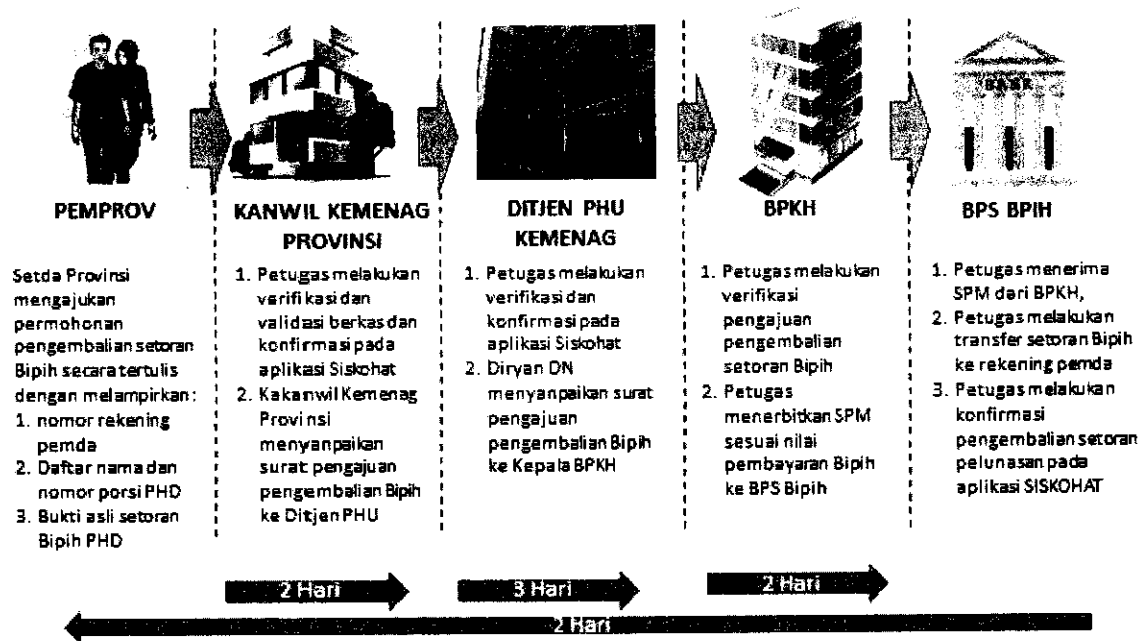 PEMPROV
Setda Provinsi
mengajukan
permohonan
pengembalian setoran
Bipih secara tertulis
dengan melampirkan:
1. nomor rekening
pemda
2. Daftar nama dan
nomor porsi PHD
3. Bukti asli setoran
Bipih PHD
KANWIL KEMENAG
PROVINSI
1. Petugas melakukan
verifikasi dan
validasi berkas dan
konfirmasi pada
aplikasi Siskohat
2. Kakanwil Kemenag
Provinsi
menyanpaikan
surat pengajuan
pengembalian Bipih
ke Ditjen PHU
DITJEN PHU
KEMENAG
1. Petugas melakukan
verifikasi dan
konfirmasi pada
aplikasi Siskohat
2. Diryan DN
menyanpaikan surat
pengajuan
pengembalian Bipih
ke Kepala BPKH
BPKH
1. Petugas melakukan
verifikasi
pengajuan
pengembalian
setoran Bipih
2. Petugas
menerbitkan SPM
sesuai nilai
pembayaran Bipih
ke BPS Bipih
BANK
BPS BPIH
1. Petugas menerima
SPM dari BPKH,
2. Petugas melakukan
transfer setoran Bipih
ke rekening pemda
3. Petugas melakukan
konfirmasi
pengembalian setoran
pelunasan pada
aplikasi SISKOHAT
2 Hari
3 Hari
2 Hari
2 Hari